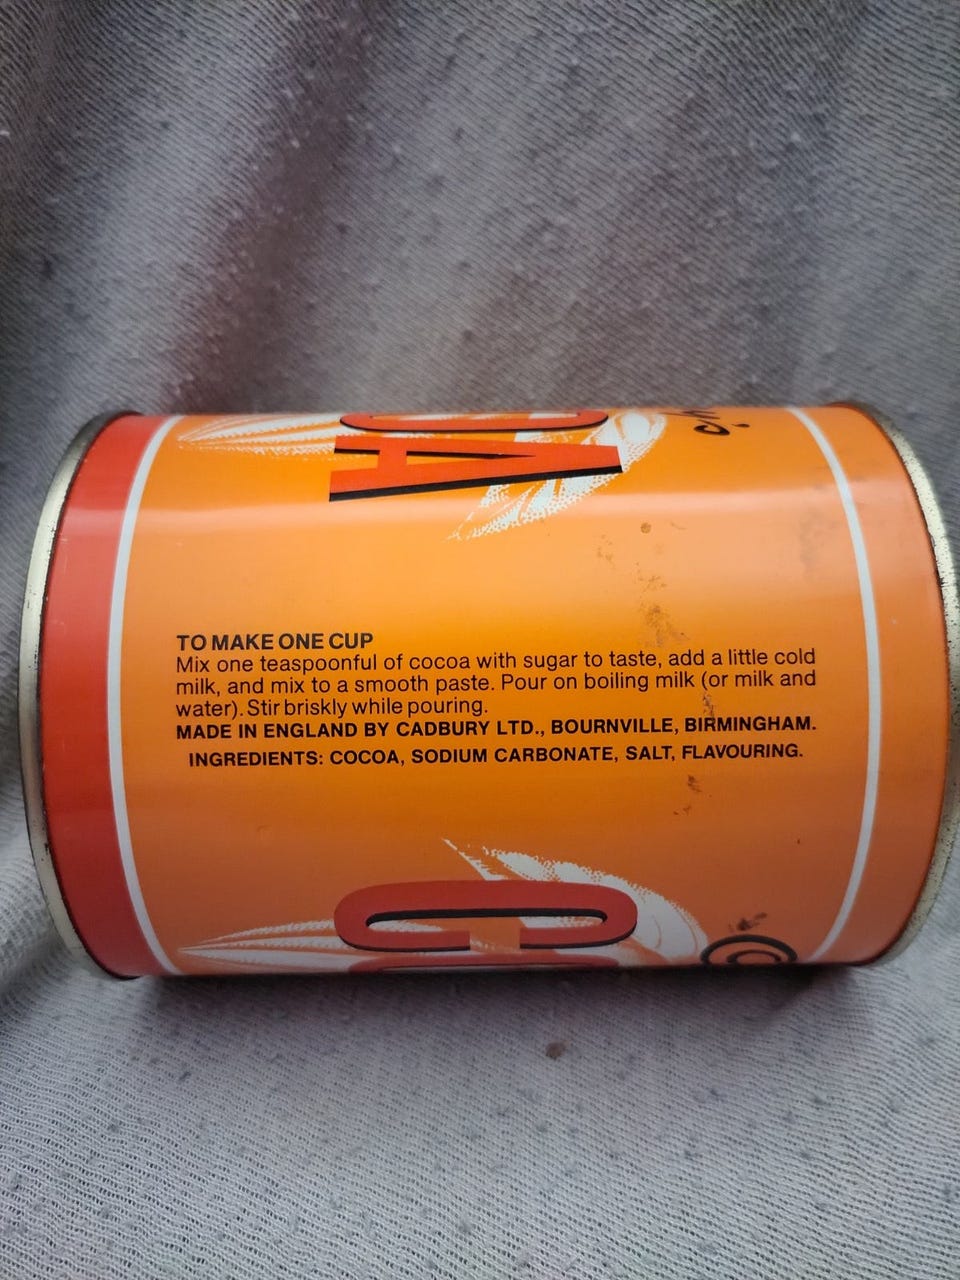 OA
TO MAKE ONE CUP
Mix one teaspoonful of cocoa with sugar to taste, add a little cold
milk, and mix to a smooth paste. Pour on boiling milk (or milk and
water). Stir briskly while pouring.
MADE IN ENGLAND BY CADBURY LTD., BOURNVILLE, BIRMINGHAM.
INGREDIENTS: COCOA, SODIUM CARBONATE, SALT, FLAVOURING.
C